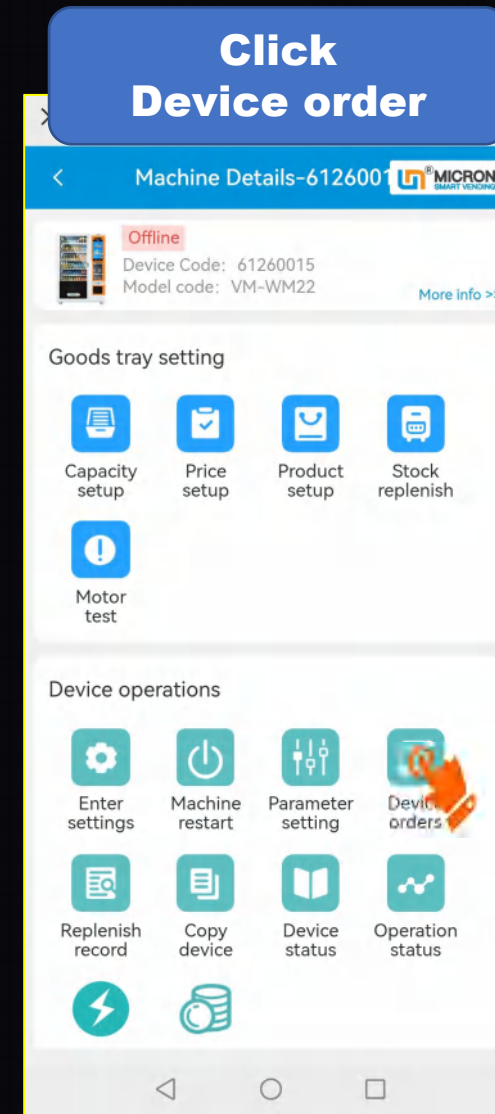 Click
Device order
Machine Details-6126001
MICRON
SMART VENDING
Offline
Device Code: 61260015
Model code: VM-WM22
More info >>
Goods tray setting
Capacity setup
Price setup
Product setup
Stock replenish
Motor test
Device operations
Enter settings
Machine restart
Parameter setting
Device orders
Replenish record
Copy device
Device status
Operation status